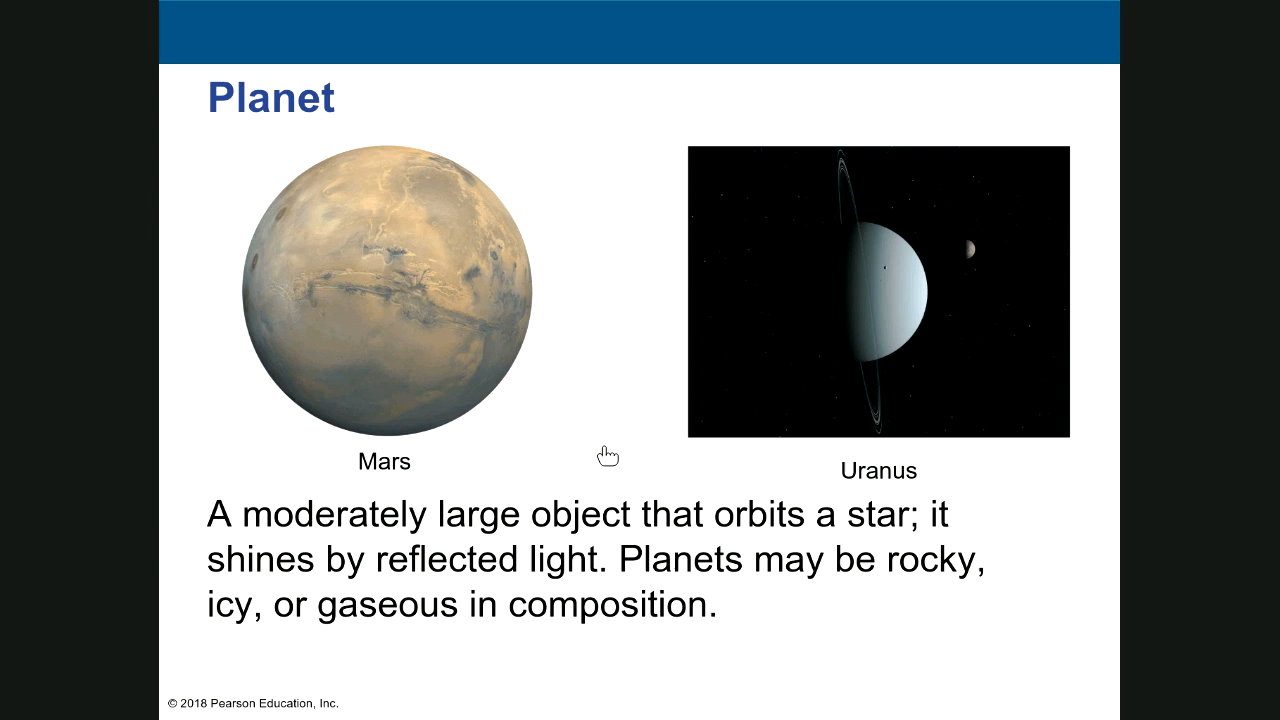 Planet
Mars
Uranus
A moderately large object that orbits a star; it
shines by reflected light. Planets may be rocky,
icy, or gaseous in composition.
© 2018 Pearson Education, Inc.